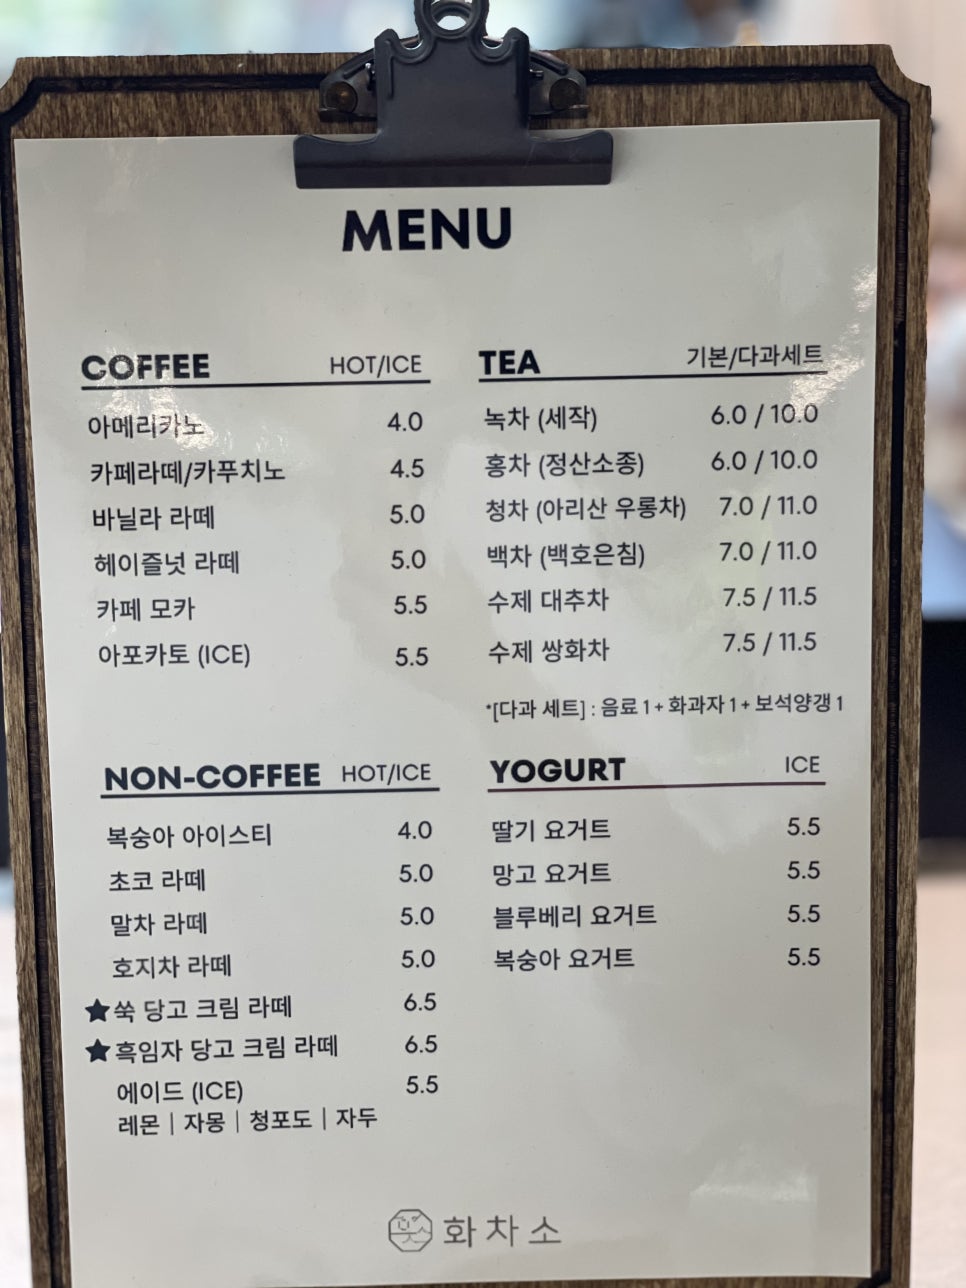 MENU
COFFEE HOT/ICE
아메리카노 4.0
카페라떼/카푸치노 4.5
바닐라 라떼 5.0
헤이즐넛 라떼 5.0
카페 모카 5.5
아포카토 (ICE) 5.5
TEA 기본/다과세트
녹차 (세작) 6.0 / 10.0
홍차 (정산소종) 6.0 / 10.0
청차 (아리산 우롱차) 7.0 / 11.0
백차 (백호은침) 7.0 / 11.0
수제 대추차 7.5 / 11.5
수제 쌍화차 7.5 / 11.5
*[다과 세트] : 음료 1 + 화과자 1 + 보석양갱 1
NON-COFFEE HOT/ICE
복숭아 아이스티 4.0
초코 라떼 5.0
말차 라떼 5.0
호지차 라떼 5.0
★쑥 당고 크림 라떼 6.5
★흑임자 당고 크림 라떼 6.5
에이드 (ICE) 5.5
레몬 | 자몽 | 청포도 | 자두
YOGURT ICE
딸기 요거트 5.5
망고 요거트 5.5
블루베리 요거트 5.5
복숭아 요거트 5.5
화차소